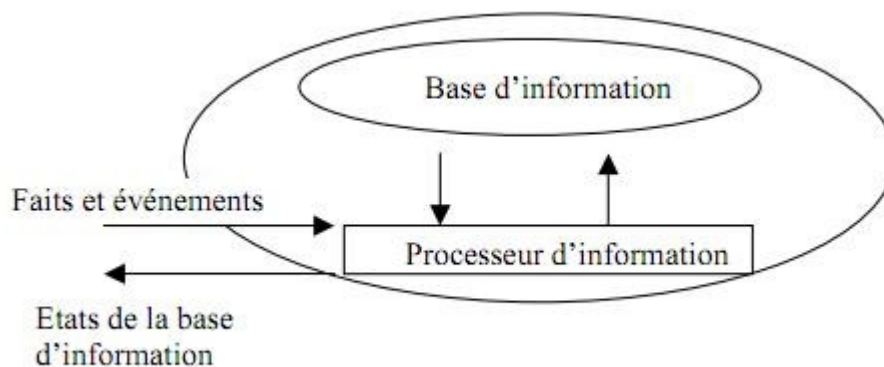 Base d’information
Faits et événements
Processeur d’information
Etats de la base
d’information